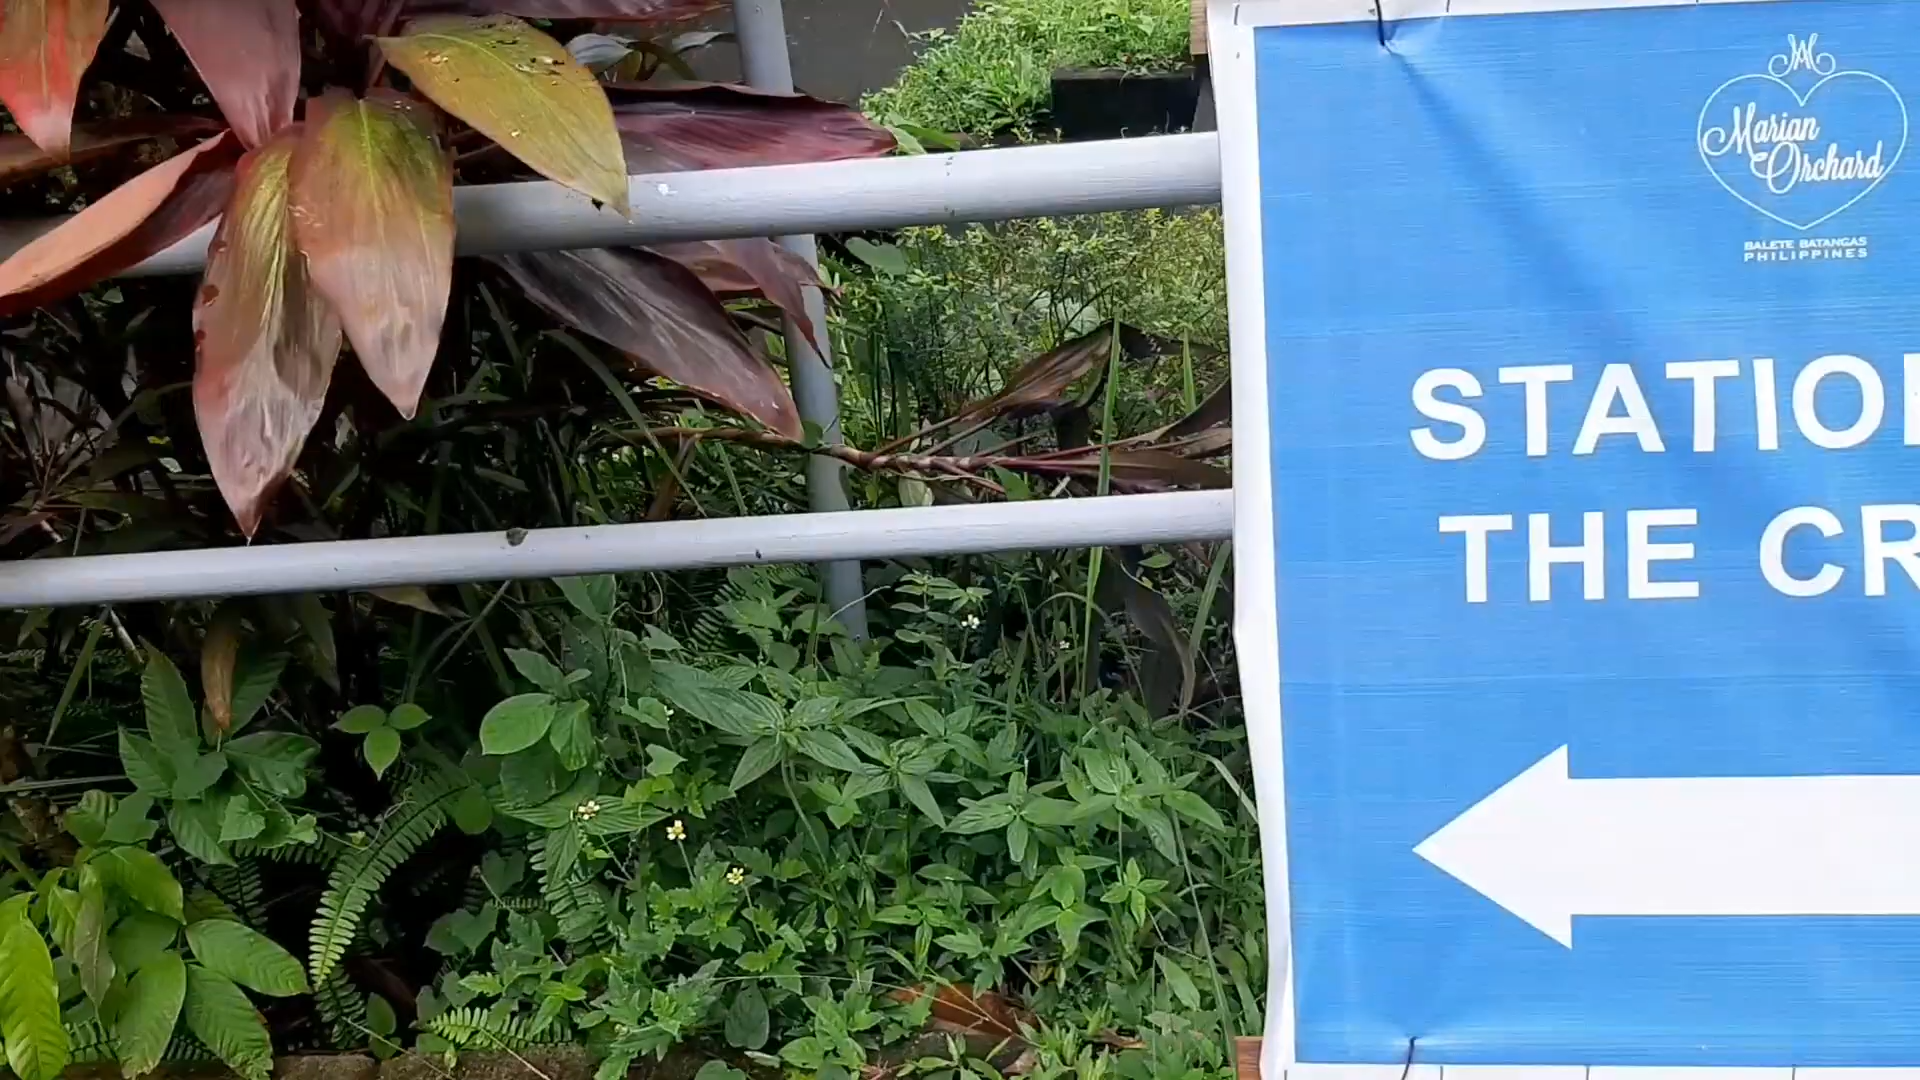 Marian
Orchard
BALETE BATANGAS
PHILIPPINES
STATIO
THE CR